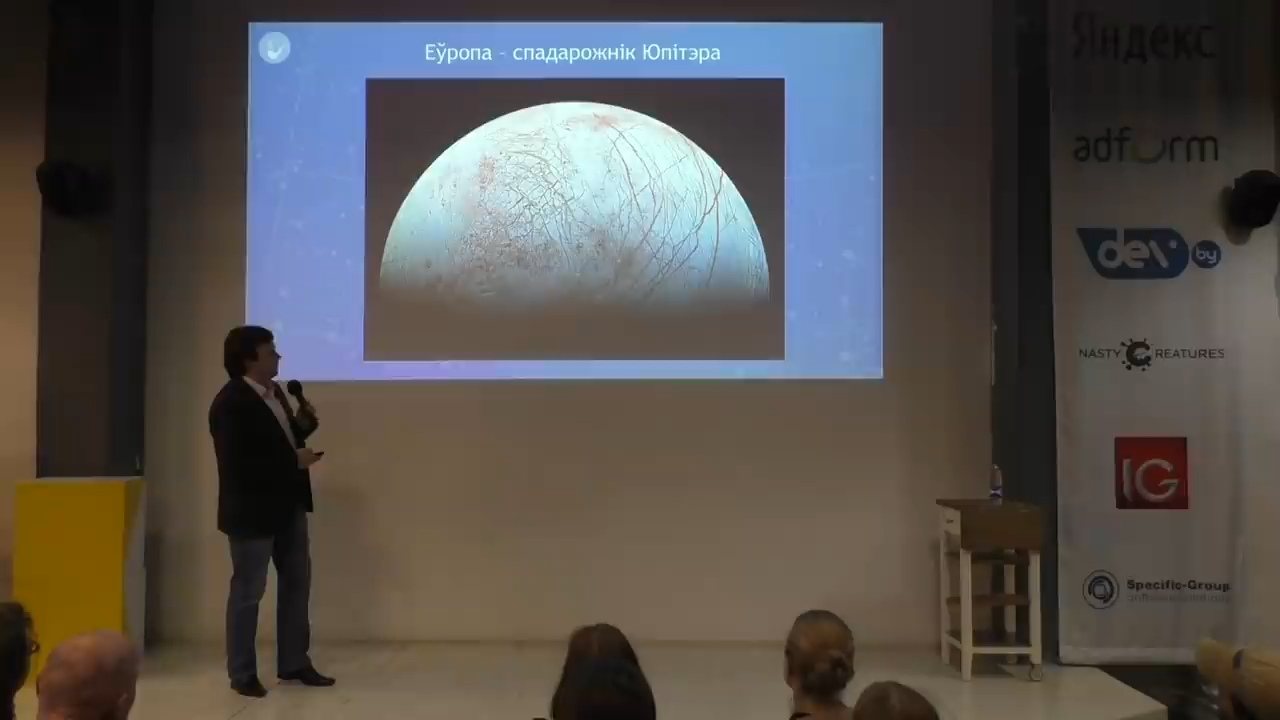 Еўропа - спадарожнік Юпітэра
Яндекс
adform
dev by
NASTY CREATURES
IG
Specific-Group